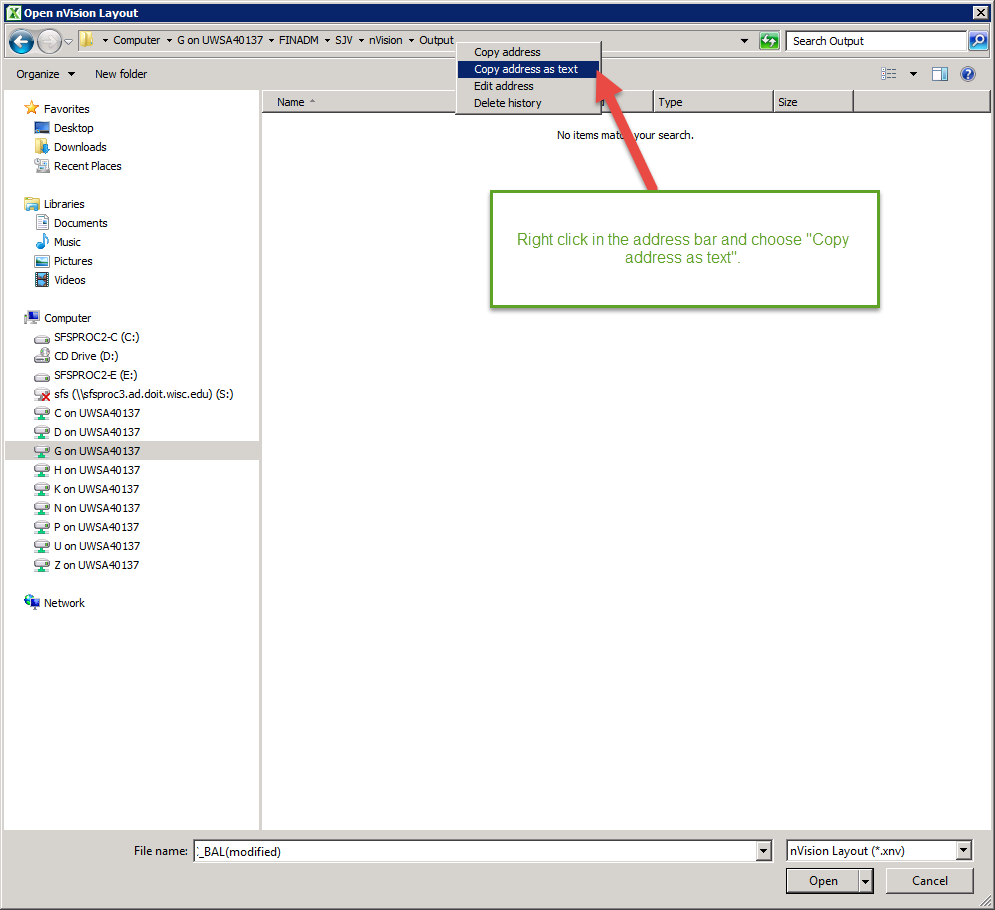 Open nVision Layout
Computer G on UWSA40137 FINADM SJV nVision Output
Search Output
Copy address
Copy address as text
Edit address
Delete history
Organize New folder
Name Type Size
No items match your search.
Right click in the address bar and choose "Copy
address as text".
Favorites
Desktop
Downloads
Recent Places
Libraries
Documents
Music
Pictures
Videos
Computer
SFSPROC2-C (C:)
CD Drive (D:)
SFSPROC2-E (E:)
sfs (\\sfsproc3.ad.doit.wisc.edu) (S:)
C on UWSA40137
D on UWSA40137
G on UWSA40137
H on UWSA40137
K on UWSA40137
N on UWSA40137
P on UWSA40137
U on UWSA40137
Z on UWSA40137
Network
File name: _BAL(modified)
nVision Layout (*.xnv)
Open Cancel